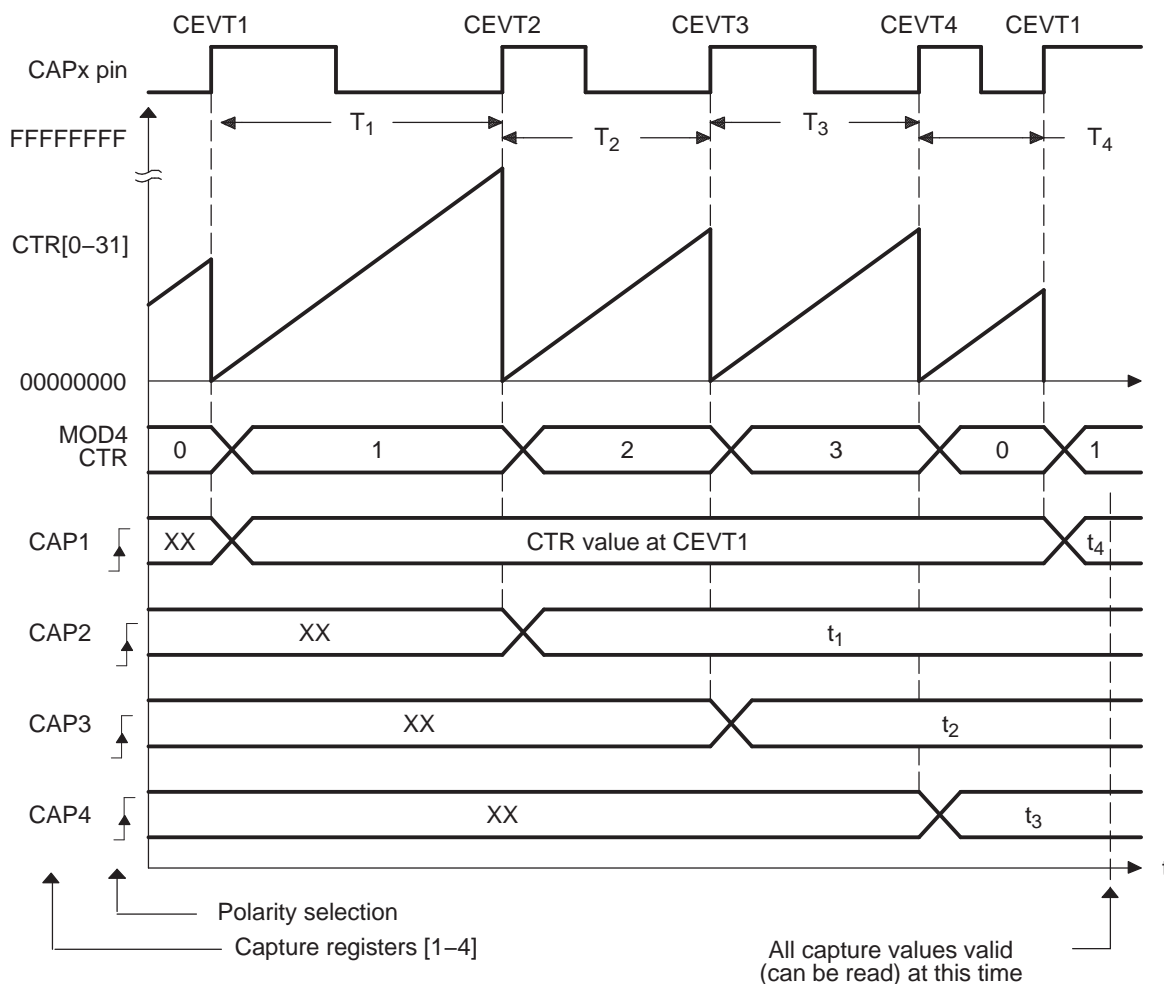 CEVT1 CEVT2 CEVT3 CEVT4 CEVT1
CAPx pin
T1 T2 T3 T4
FFFFFFFF
CTR[0–31]
00000000
MOD4
CTR
0 1 2 3 0 1
CAP1 XX CTR value at CEVT1 t4
CAP2 XX t1
CAP3 XX t2
CAP4 XX t3
t
Polarity selection
Capture registers [1–4]
All capture values valid
(can be read) at this time